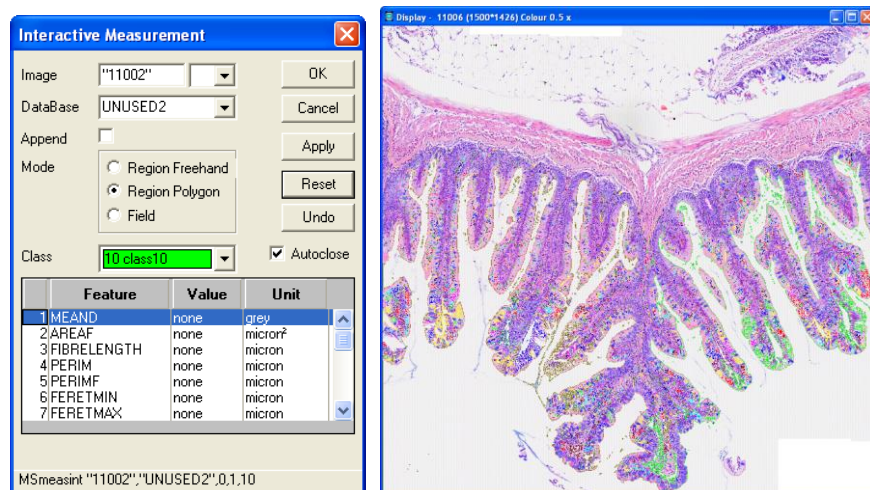 Interactive Measurement
Image "11002" OK
DataBase UNUSED2 Cancel
Append Apply
Mode Region Freehand
Region Polygon Reset
Field Undo
Class 10 class10 Autoclose
Feature Value Unit
1 MEAND none grey
2 AREAF none micron²
3 FIBRELENGTH none micron
4 PERIM none micron
5 PERIMF none micron
6 FERETMIN none micron
7 FERETMAX none micron
MSmeasint "11002","UNUSED2",0,1,10
Display - 11006 (1500*1426) Colour 0.5 x